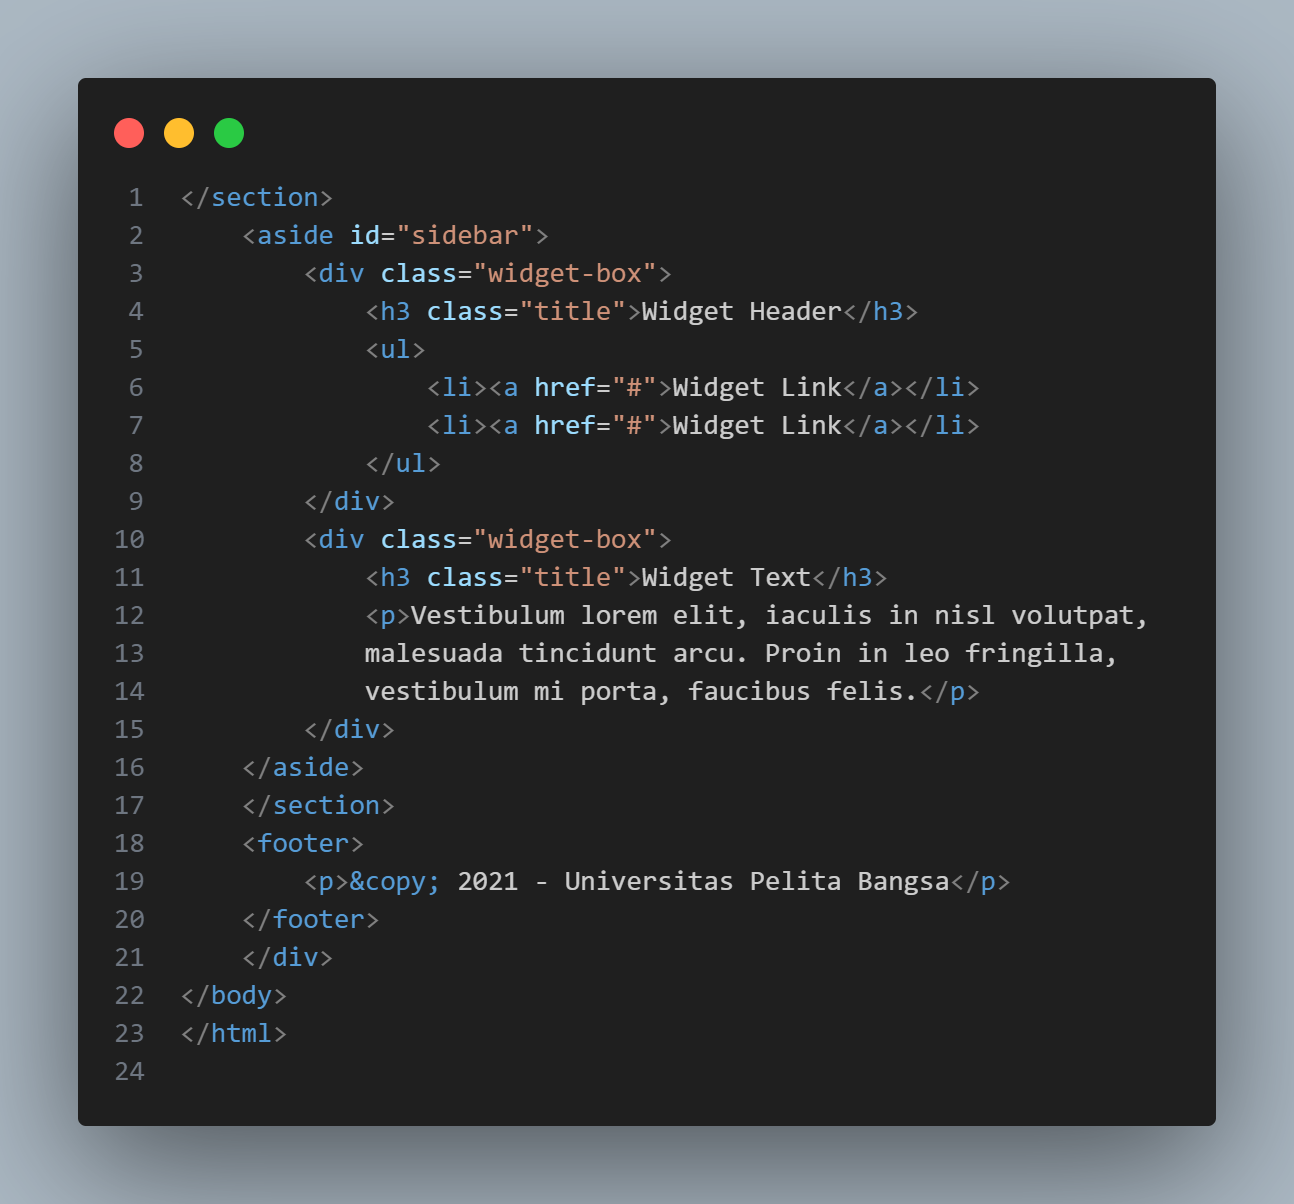 1 </section>
2     <aside id="sidebar">
3         <div class="widget-box">
4             <h3 class="title">Widget Header</h3>
5             <ul>
6                 <li><a href="#">Widget Link</a></li>
7                 <li><a href="#">Widget Link</a></li>
8             </ul>
9         </div>
10         <div class="widget-box">
11             <h3 class="title">Widget Text</h3>
12             <p>Vestibulum lorem elit, iaculis in nisl volutpat,
13             malesuada tincidunt arcu. Proin in leo fringilla,
14             vestibulum mi porta, faucibus felis.</p>
15         </div>
16     </aside>
17     </section>
18     <footer>
19         <p>&copy; 2021 - Universitas Pelita Bangsa</p>
20     </footer>
21     </div>
22 </body>
23 </html>
24